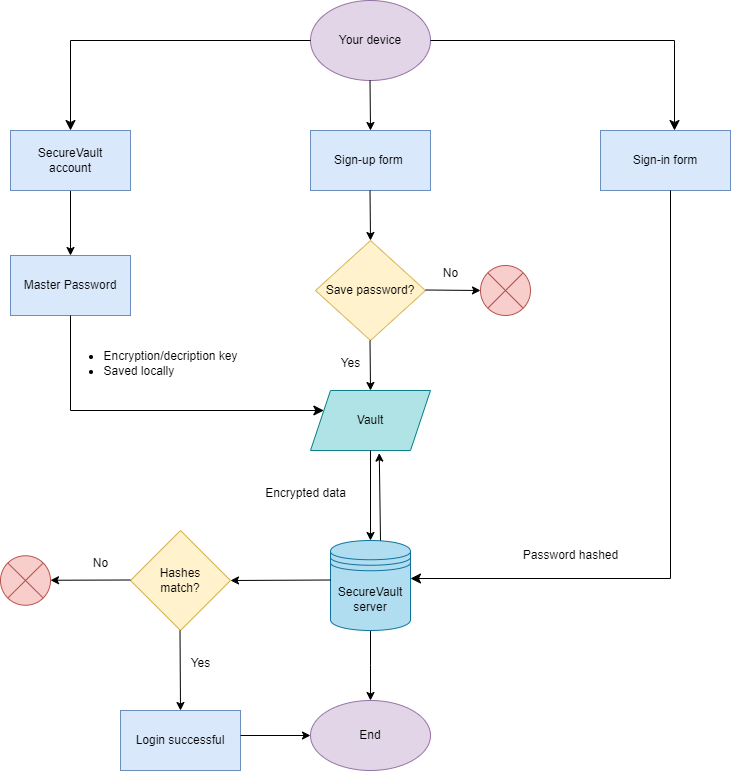 Your device
SecureVault
account
Sign-up form
Sign-in form
Master Password
Save password?
No
Encryption/decription key
Saved locally
Yes
Vault
Encrypted data
Password hashed
No
Hashes
match?
SecureVault
server
Yes
Login successful
End